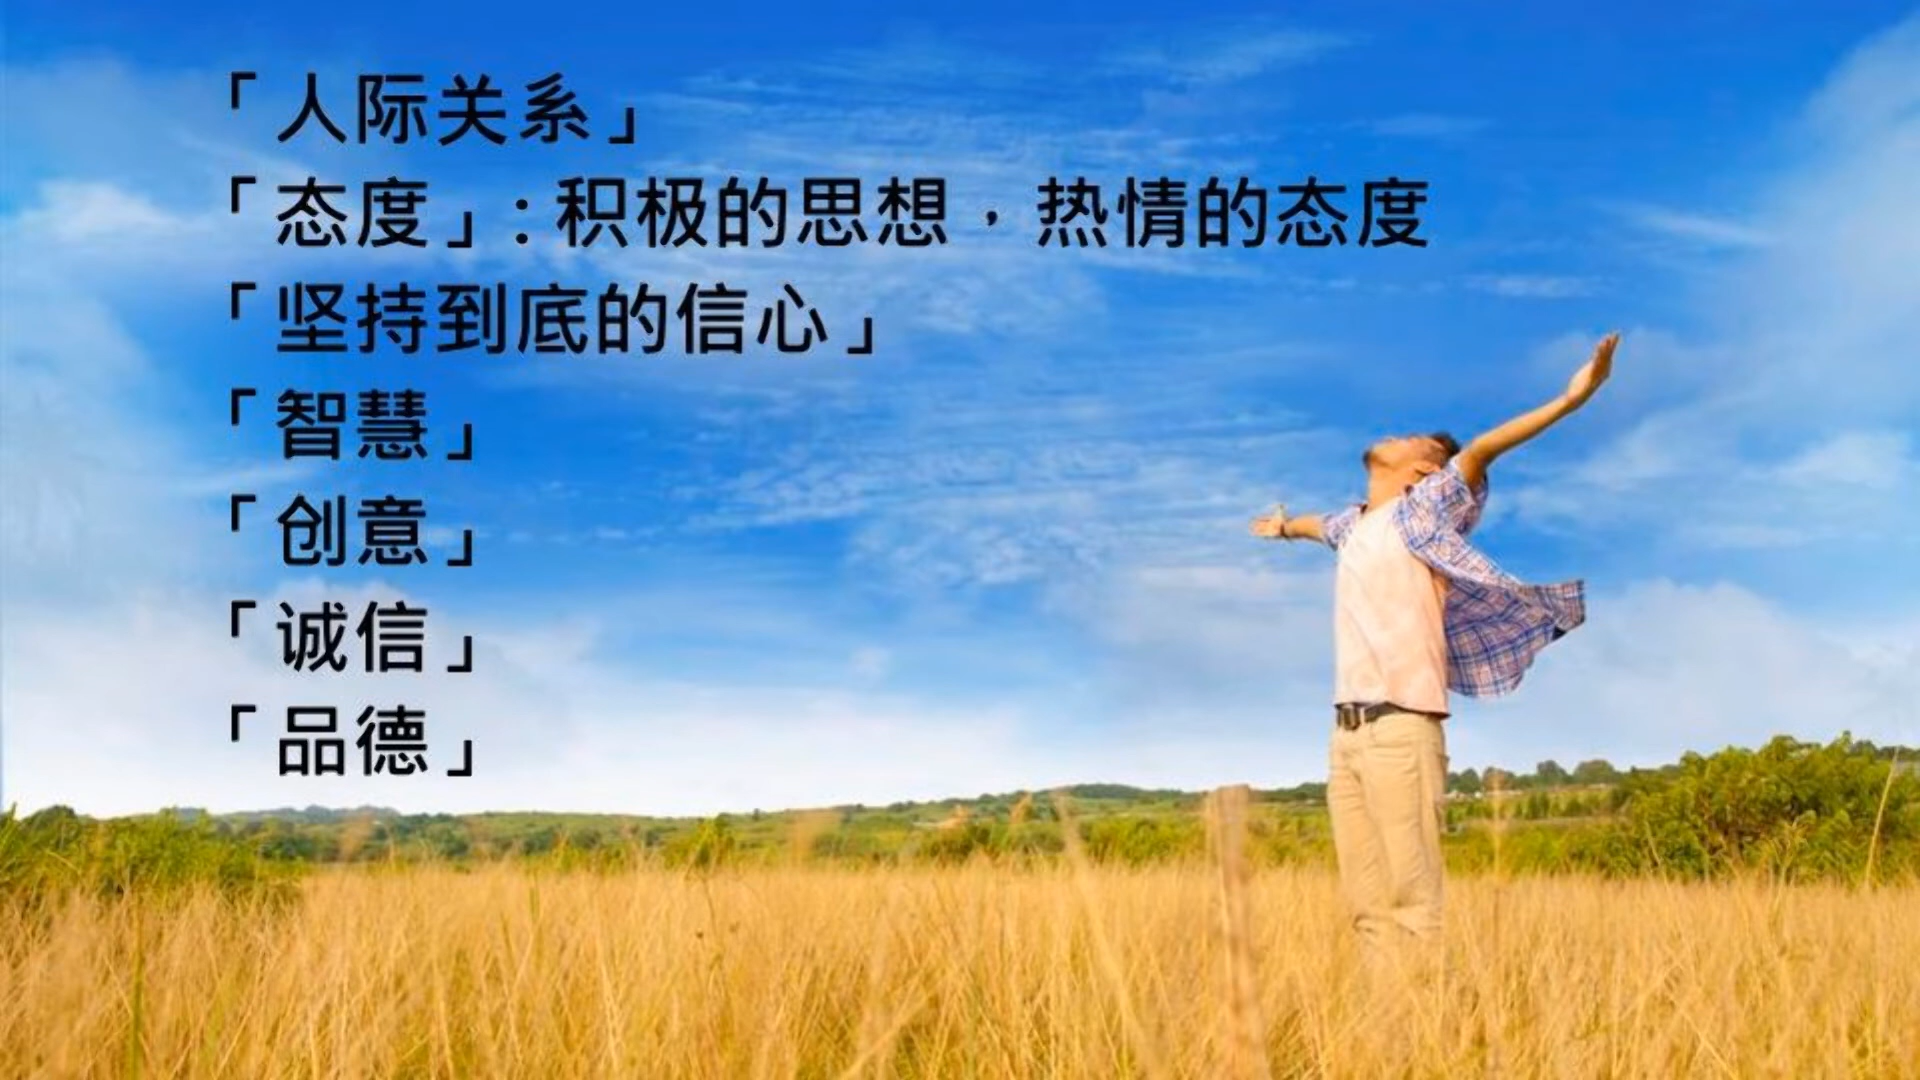 「人际关系」
「态度」: 积极的思想，热情的态度
「坚持到底的信心」
「智慧」
「创意」
「诚信」
「品德」